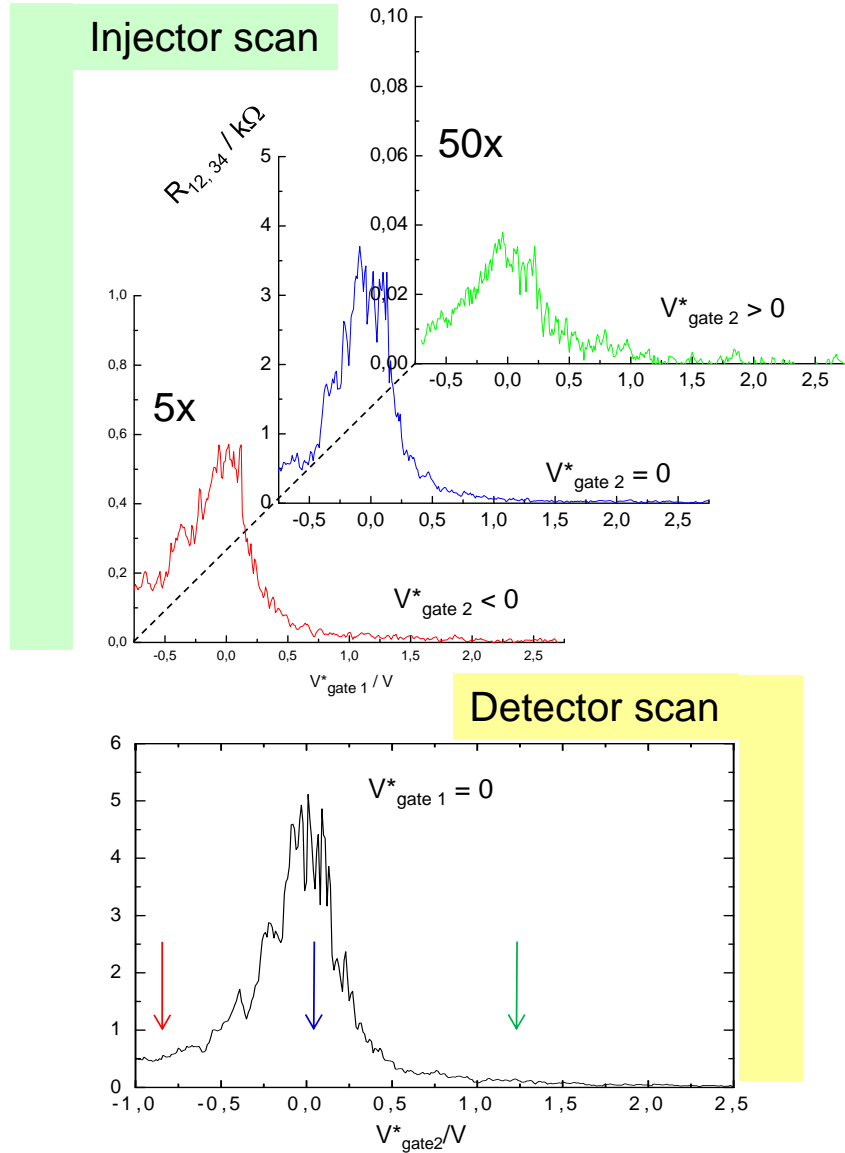 Injector scan
R12, 34 / kΩ
0,10
0,08
0,06
0,04
0,02
0,00
50x
V*gate 2 > 0
-0,5 0,0 0,5 1,0 1,5 2,0 2,5
5
4
3
2
1
0
V*gate 2 = 0
-0,5 0,0 0,5 1,0 1,5 2,0 2,5
1,0
0,8
0,6
0,4
0,2
0,0
5x
V*gate 2 < 0
-0,5 0,0 0,5 1,0 1,5 2,0 2,5
V*gate 1 / V
Detector scan
6
5
4
3
2
1
0
V*gate 1 = 0
-1,0 -0,5 0,0 0,5 1,0 1,5 2,0 2,5
V*gate2/V